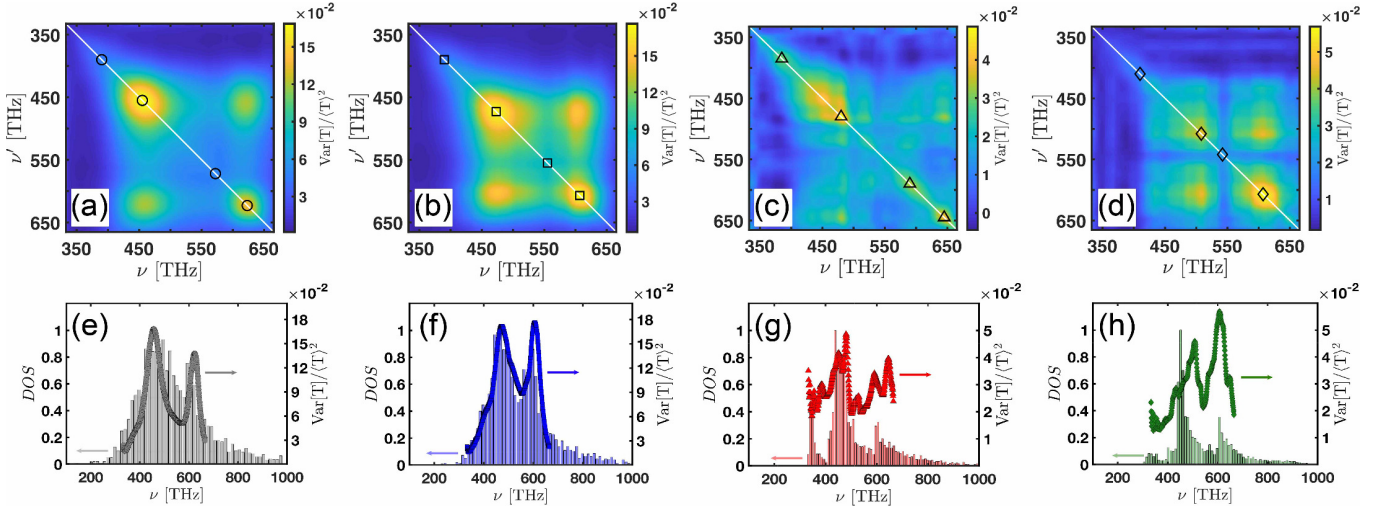 ×10⁻²
350
450
550
650
ν′ [THz]
(a)
350 450 550 650
ν [THz]
15
12
9
6
3
Var[T]/⟨T⟩²
×10⁻²
350
450
550
650
ν′ [THz]
(b)
350 450 550 650
ν [THz]
15
12
9
6
3
Var[T]/⟨T⟩²
×10⁻²
350
450
550
650
ν′ [THz]
(c)
350 450 550 650
ν [THz]
4
3
2
1
0
Var[T]/⟨T⟩²
×10⁻²
350
450
550
650
ν′ [THz]
(d)
350 450 550 650
ν [THz]
5
4
3
2
1
Var[T]/⟨T⟩²
(e)
×10⁻²
DOS
1
0.8
0.6
0.4
0.2
0
200 400 600 800 1000
ν [THz]
18
15
12
9
6
3
Var[T]/⟨T⟩²
(f)
×10⁻²
DOS
1
0.8
0.6
0.4
0.2
0
200 400 600 800 1000
ν [THz]
18
15
12
9
6
3
Var[T]/⟨T⟩²
(g)
×10⁻²
DOS
1
0.8
0.6
0.4
0.2
0
200 400 600 800 1000
ν [THz]
5
4
3
2
1
0
Var[T]/⟨T⟩²
(h)
×10⁻²
DOS
1
0.8
0.6
0.4
0.2
0
200 400 600 800 1000
ν [THz]
5
4
3
2
1
0
Var[T]/⟨T⟩²